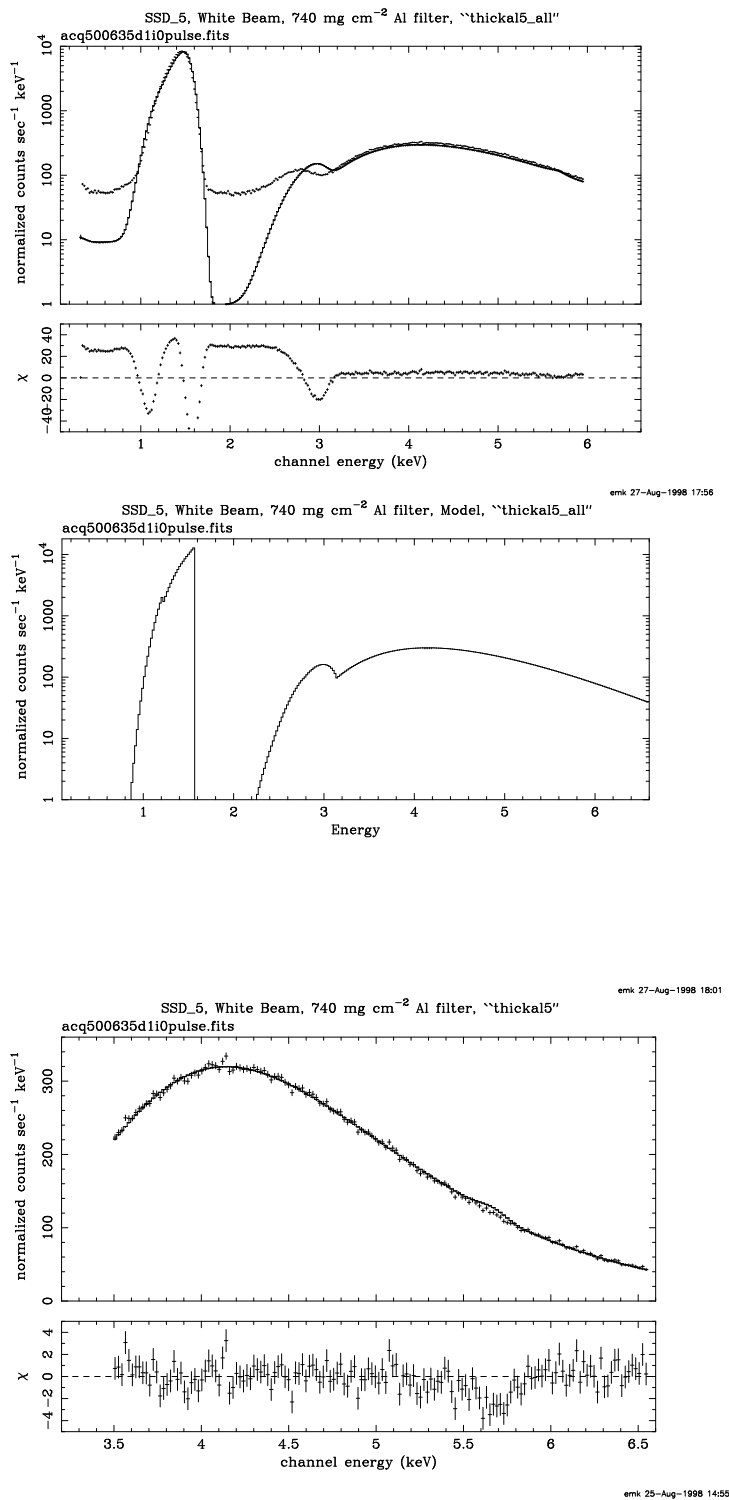 SSD_5, White Beam, 740 mg cm−2 Al filter, ``thickal5_all''
acq500635d1i0pulse.fits
normalized counts sec−1 keV−1
1 10 100 1000 10^4
χ
−40 −20 0 20 40
1 2 3 4 5 6
channel energy (keV)
emk 27−Aug−1998 17:56
SSD_5, White Beam, 740 mg cm−2 Al filter, Model, ``thickal5_all''
acq500635d1i0pulse.fits
normalized counts sec−1 keV−1
1 10 100 1000 10^4
1 2 3 4 5 6
Energy
emk 27−Aug−1998 18:01
SSD_5, White Beam, 740 mg cm−2 Al filter, ``thickal5''
acq500635d1i0pulse.fits
normalized counts sec−1 keV−1
0 100 200 300
χ
−4 −2 0 2 4
3.5 4 4.5 5 5.5 6 6.5
channel energy (keV)
emk 25−Aug−1998 14:55